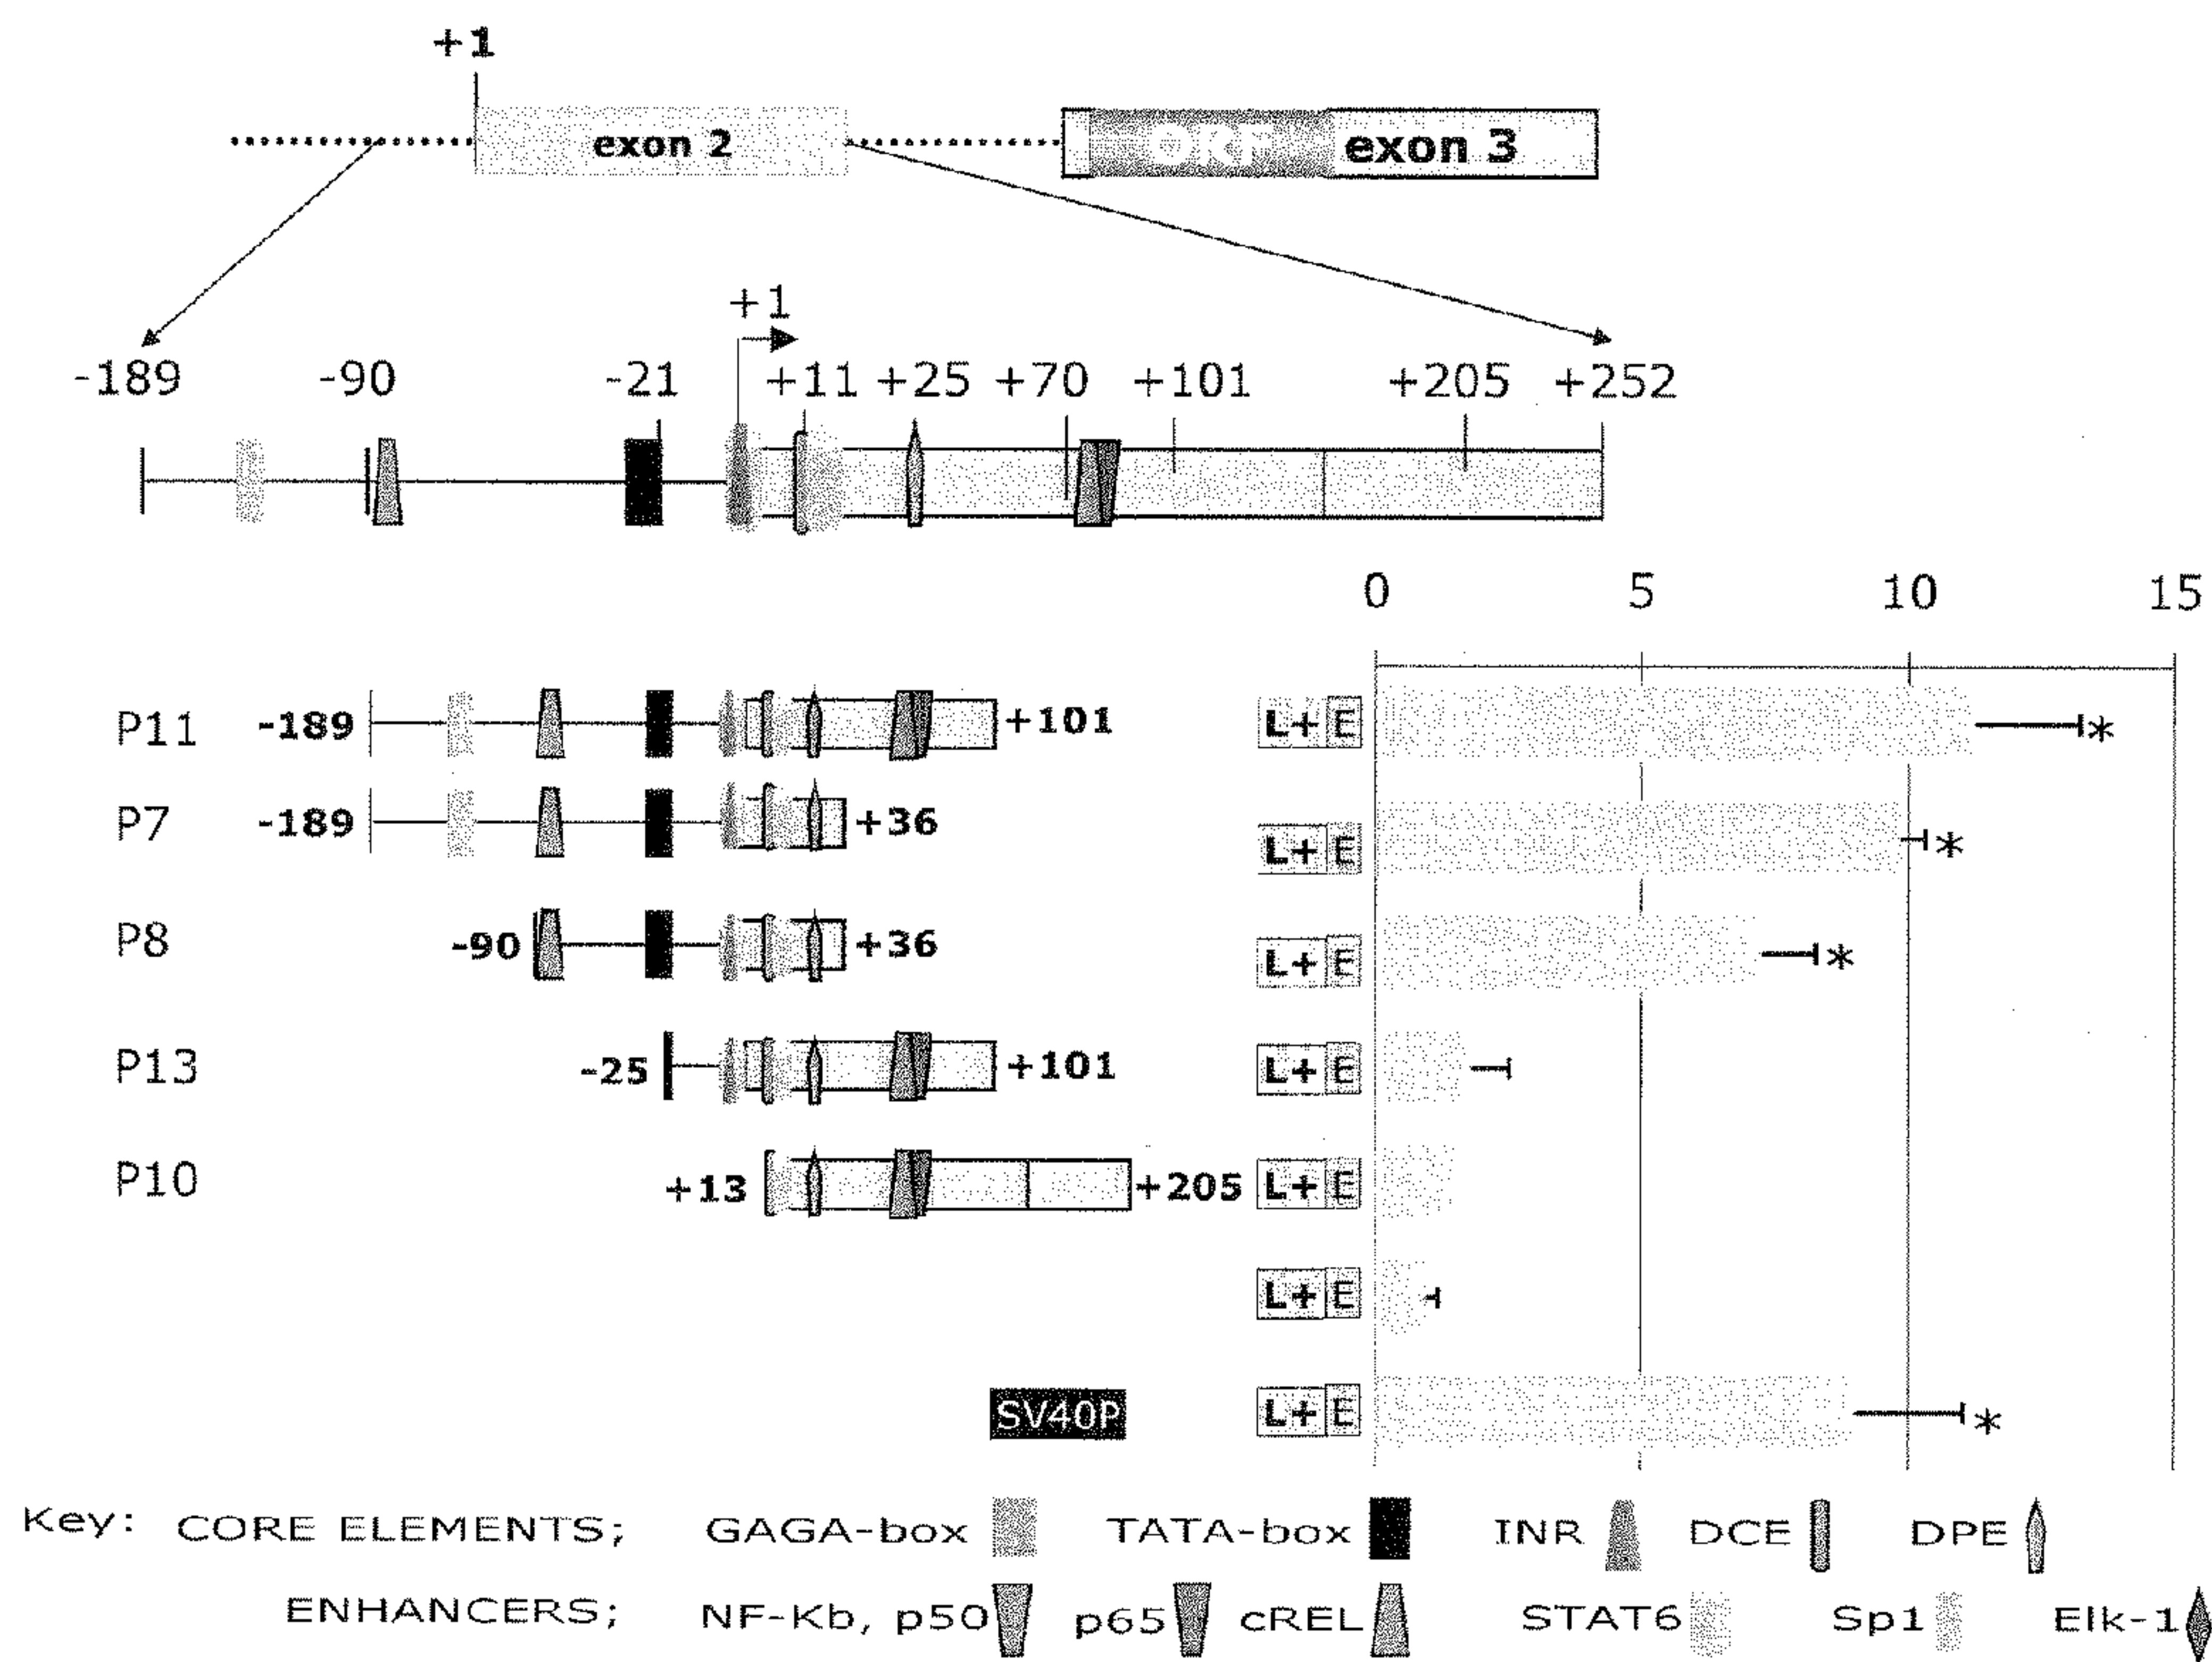 +1
exon 2 ORF exon 3
+1
-189 -90 -21 +11 +25 +70 +101 +205 +252
0 5 10 15
P11 -189 +101 L+ E *
P7 -189 +36 L+ E *
P8 -90 +36 L+ E *
P13 -25 +101 L+ E
P10 +13 +205 L+ E
L+ E
SV40P L+ E *
Key: CORE ELEMENTS; GAGA-box TATA-box INR DCE DPE
ENHANCERS; NF-Kb, p50 p65 cREL STAT6 Sp1 Elk-1